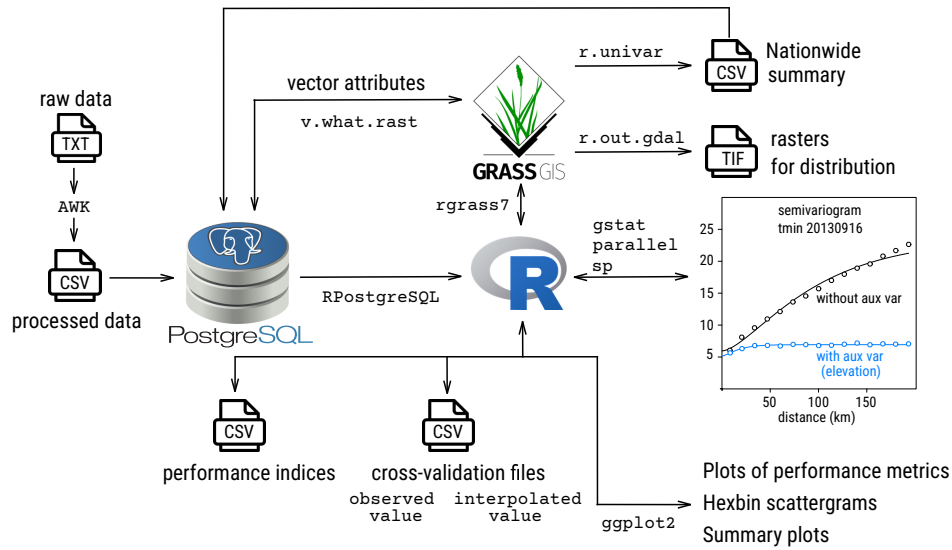 raw data
TXT
AWK
CSV
processed data
PostgreSQL
vector attributes
v.what.rast
GRASS GIS
r.univar
CSV
Nationwide
summary
r.out.gdal
TIF
rasters
for distribution
rgrass7
RPostgreSQL
R
gstat
parallel
sp
semivariogram
tmin 20130916
25
20
15
10
5
without aux var
with aux var
(elevation)
50
100
150
distance (km)
CSV
performance indices
CSV
cross-validation files
observed
value
interpolated
value
ggplot2
Plots of performance metrics
Hexbin scattergrams
Summary plots